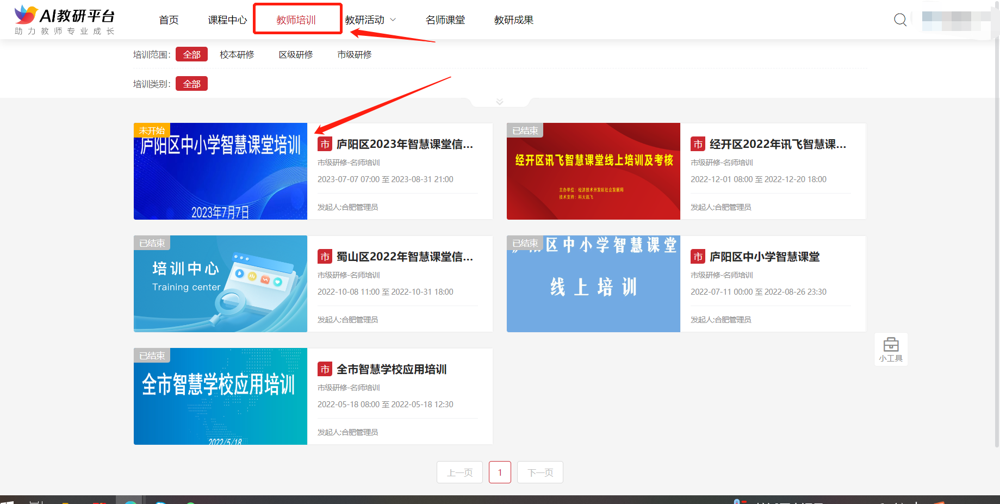 AI教研平台
助力教师专业成长
首页 课程中心 教师培训 教研活动 名师课堂 教研成果
培训范围: 全部 校本研修 区级研修 市级研修
培训类别: 全部
未开始
庐阳区中小学智慧课堂培训
2023年7月7日
市 庐阳区2023年智慧课堂信...
市级研修-名师培训
2023-07-07 07:00 至 2023-08-31 21:00
发起人:合肥管理员
已结束
经开区讯飞智慧课堂线上培训及考核
主办单位：经济技术开发区社会发展局
技术支持：科大讯飞
市 经开区2022年讯飞智慧课...
市级研修-名师培训
2022-12-01 08:00 至 2022-12-20 18:00
发起人:合肥管理员
已结束
培训中心
Training center
市 蜀山区2022年智慧课堂信...
市级研修-名师培训
2022-10-08 11:00 至 2022-10-31 18:00
发起人:合肥管理员
已结束
区中小学智慧课堂
线上培训
市 庐阳区中小学智慧课堂
市级研修-名师培训
2022-07-11 00:00 至 2022-08-26 23:30
发起人:合肥管理员
已结束
全市智慧学校应用培训
2022/5/18
市 全市智慧学校应用培训
市级研修-名师培训
2022-05-18 08:00 至 2022-05-18 12:30
发起人:合肥管理员
小工具
上一页 1 下一页